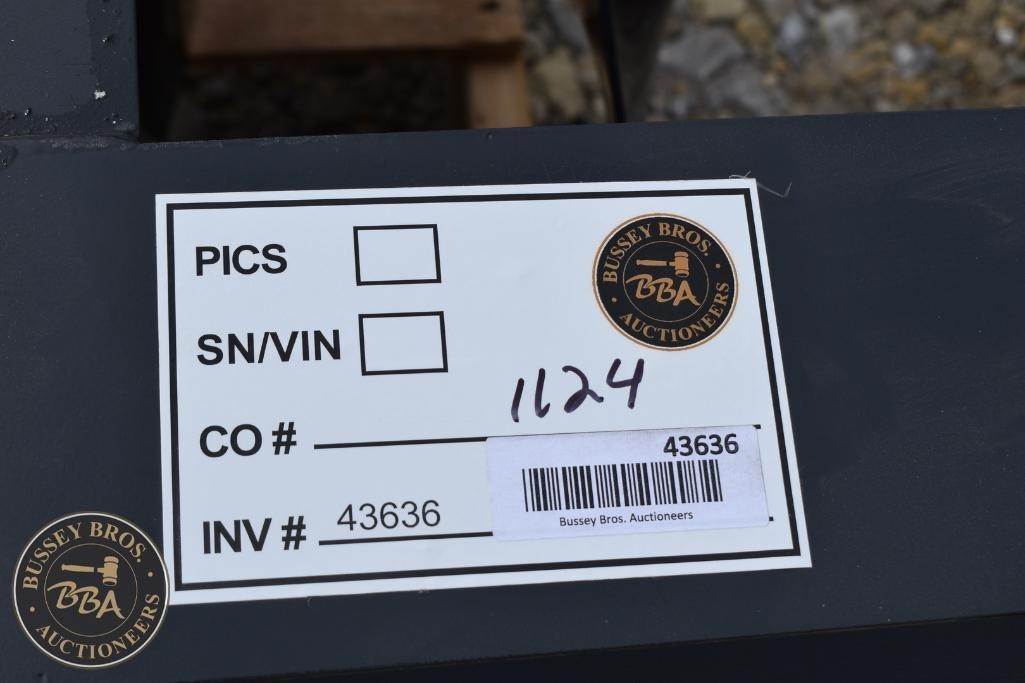 PICS
BUSSEY BROS.
BBA
AUCTIONEERS
SN/VIN
1124
CO #
43636
INV # 43636
Bussey Bros. Auctioneers
BUSSEY BROS.
BBA
AUCTIONEERS